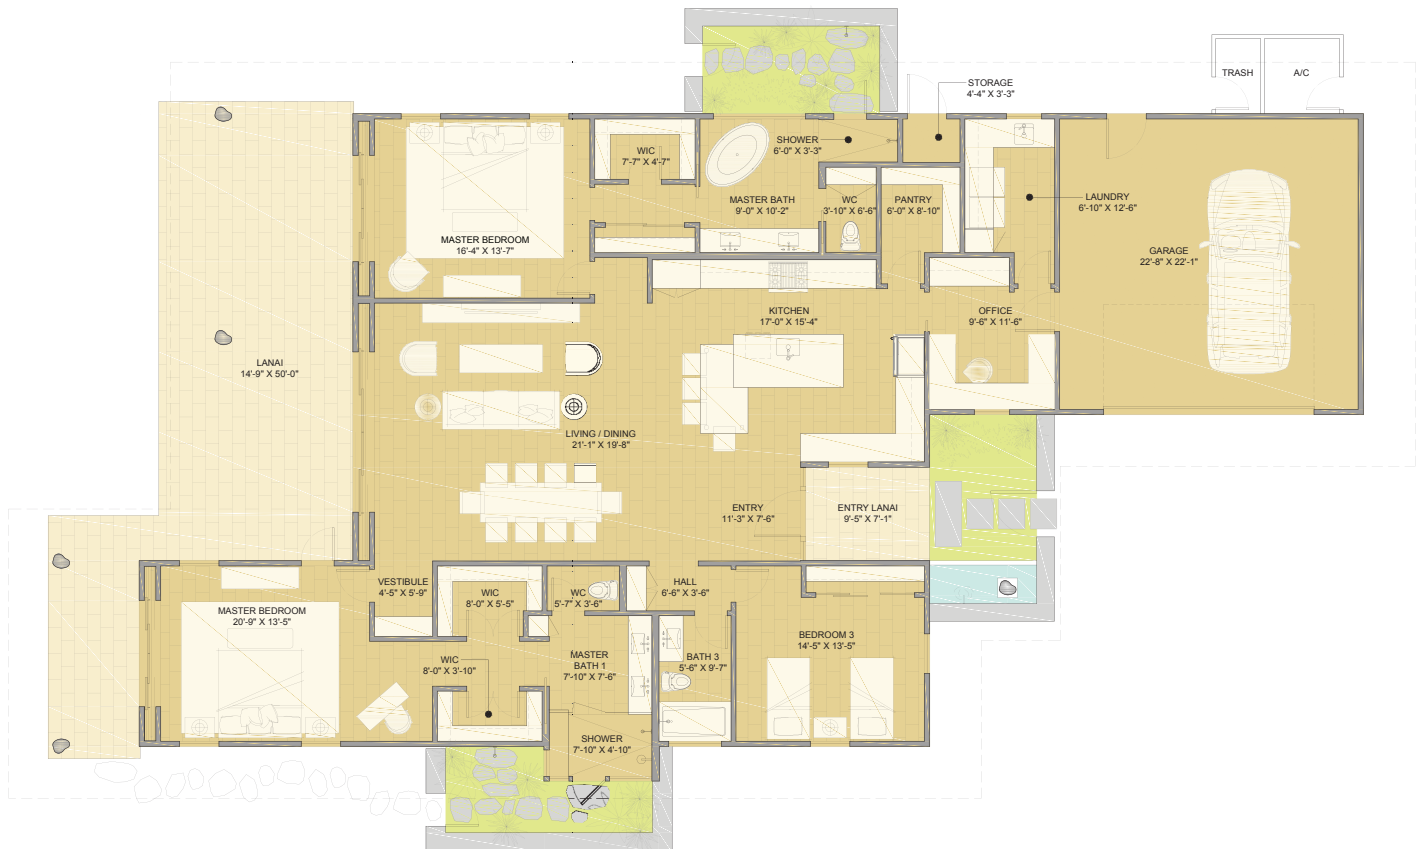 TRASH
A/C
STORAGE
4'-4" X 3'-3"
SHOWER
6'-0" X 3'-3"
WIC
7'-7" X 4'-7"
MASTER BATH
9'-0" X 10'-2"
WC
3'-10" X 6'-6"
PANTRY
6'-0" X 8'-10"
LAUNDRY
6'-10" X 12'-6"
MASTER BEDROOM
16'-4" X 13'-7"
GARAGE
22'-8" X 22'-1"
KITCHEN
17'-0" X 15'-4"
OFFICE
9'-6" X 11'-6"
LANAI
14'-9" X 50'-0"
LIVING / DINING
21'-1" X 19'-8"
ENTRY
11'-3" X 7'-6"
ENTRY LANAI
9'-5" X 7'-1"
VESTIBULE
4'-5" X 5'-9"
WIC
8'-0" X 5'-5"
WC
5'-7" X 3'-6"
HALL
6'-6" X 3'-6"
MASTER BEDROOM
20'-9" X 13'-5"
BEDROOM 3
14'-5" X 13'-5"
WIC
8'-0" X 3'-10"
MASTER
BATH 1
7'-10" X 7'-6"
BATH 3
5'-6" X 9'-7"
SHOWER
7'-10" X 4'-10"